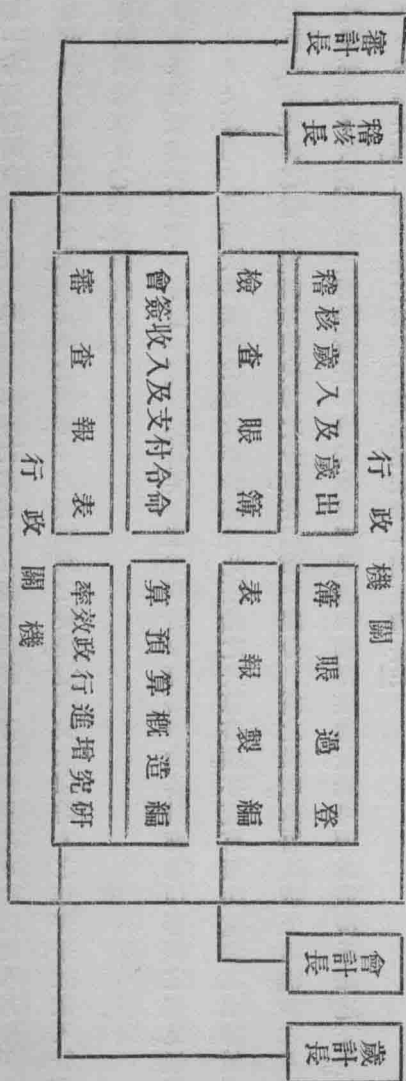 審計長
稽核長
行政機關
稽核歲入及歲出
檢查賬簿
會簽收入及支付命令
審查報表
登過賬簿
編製報表
編造概算預算
研究增進行政效率
行政機關
會計長
歲計長